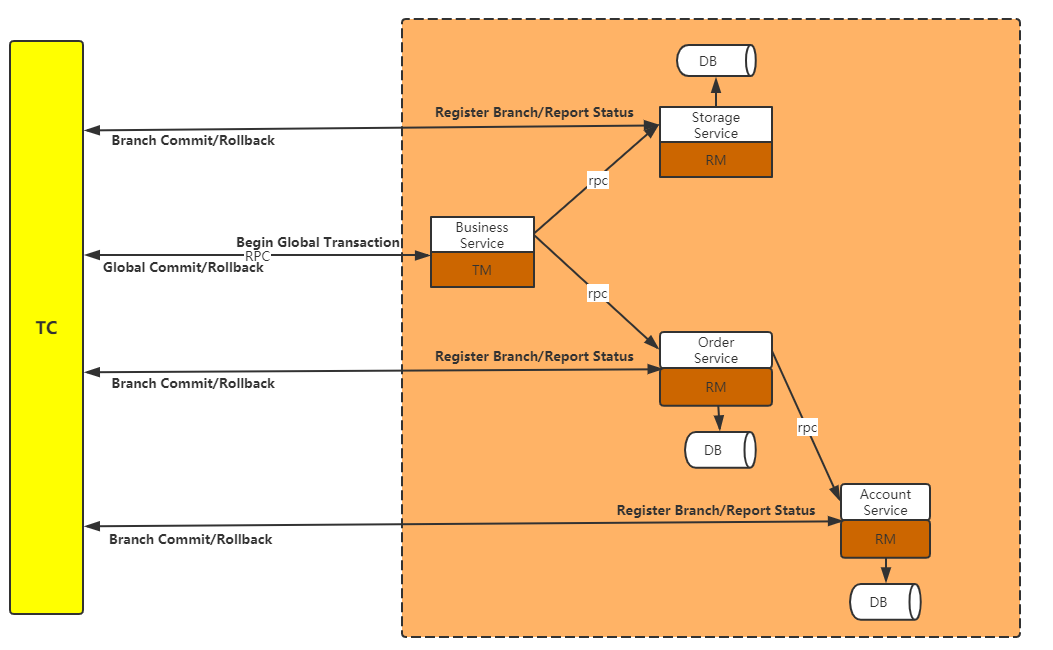 DB
Register Branch/Report Status
Storage
Service
Branch Commit/Rollback
RM
rpc
Business
Service
Begin Global Transaction
RPC
Global Commit/Rollback
TM
rpc
TC
Order
Service
Register Branch/Report Status
Branch Commit/Rollback
RM
rpc
DB
Account
Service
Register Branch/Report Status
Branch Commit/Rollback
RM
DB